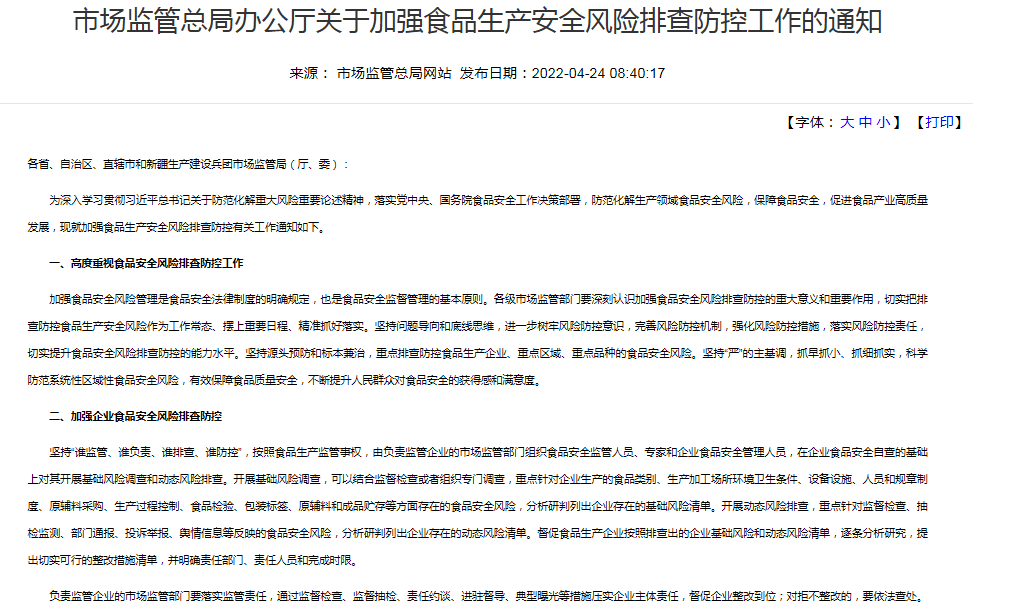 市场监管总局办公厅关于加强食品生产安全风险排查防控工作的通知
来源： 市场监管总局网站 发布日期：2022-04-24 08:40:17
【字体：大 中 小】 【打印】
各省、自治区、直辖市和新疆生产建设兵团市场监管局（厅、委）：
为深入学习贯彻习近平总书记关于防范化解重大风险重要论述精神，落实党中央、国务院食品安全工作决策部署，防范化解生产领域食品安全风险，保障食品安全，促进食品产业高质量
发展，现就加强食品生产安全风险排查防控有关工作通知如下。
一、高度重视食品安全风险排查防控工作
加强食品安全风险管理是食品安全法律制度的明确规定，也是食品安全监督管理的基本原则。各级市场监管部门要深刻认识加强食品安全风险排查防控的重大意义和重要作用，切实把排
查防控食品生产安全风险作为工作常态、摆上重要日程、精准抓好落实。坚持问题导向和底线思维，进一步树牢风险防控意识，完善风险防控机制，强化风险防控措施，落实风险防控责任，
切实提升食品安全风险排查防控的能力水平。坚持源头预防和标本兼治，重点排查防控食品生产企业、重点区域、重点品种的食品安全风险。坚持“严”的主基调，抓早抓小、抓细抓实，科学
防范系统性区域性食品安全风险，有效保障食品质量安全，不断提升人民群众对食品安全的获得感和满意度。
二、加强企业食品安全风险排查防控
坚持“谁监管、谁负责、谁排查、谁防控”，按照食品生产监管事权，由负责监管企业的市场监管部门组织食品安全监管人员、专家和企业食品安全管理人员，在企业食品安全自查的基础
上对其开展基础风险调查和动态风险排查。开展基础风险调查，可以结合监督检查或者组织专门调查，重点针对企业生产的食品类别、生产加工场所环境卫生条件、设备设施、人员和规章制
度、原辅料采购、生产过程控制、食品检验、包装标签、原辅料和成品贮存等方面存在的食品安全风险，分析研判列出企业存在的基础风险清单。开展动态风险排查，重点针对监督检查、抽
检监测、部门通报、投诉举报、舆情信息等反映的食品安全风险，分析研判列出企业存在的动态风险清单。督促食品生产企业按照排查出的企业基础风险和动态风险清单，逐条分析研究，提
出切实可行的整改措施清单，并明确责任部门、责任人员和完成时限。
负责监管企业的市场监管部门要落实监管责任，通过监督检查、监督抽检、责任约谈、进驻督导、典型曝光等措施压实企业主体责任，督促企业整改到位；对拒不整改的，要依法查处。